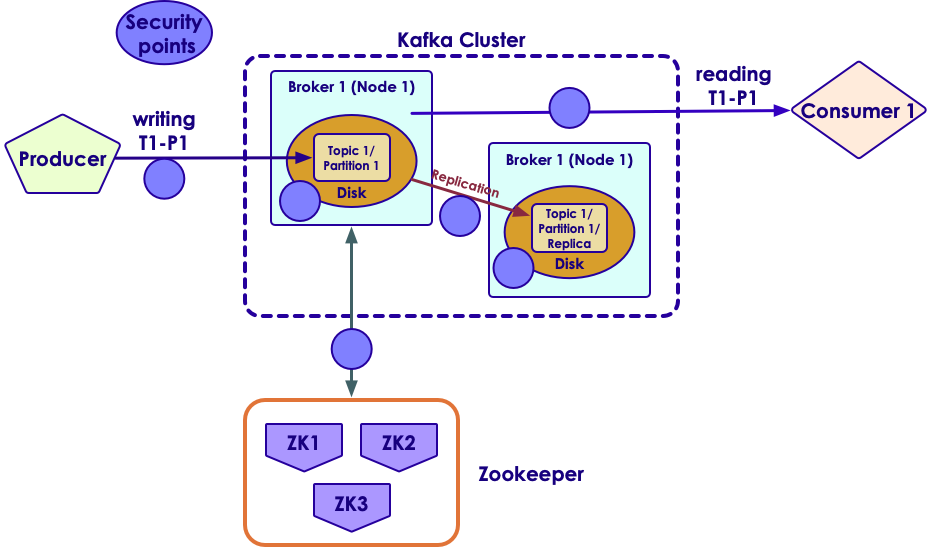 Security
points
Kafka Cluster
reading
T1-P1
Broker 1 (Node 1)
writing
T1-P1
Consumer 1
Producer
Topic 1/
Partition 1
Disk
Broker 1 (Node 1)
Replication
Topic 1/
Partition 1/
Replica
Disk
ZK1
ZK2
Zookeeper
ZK3